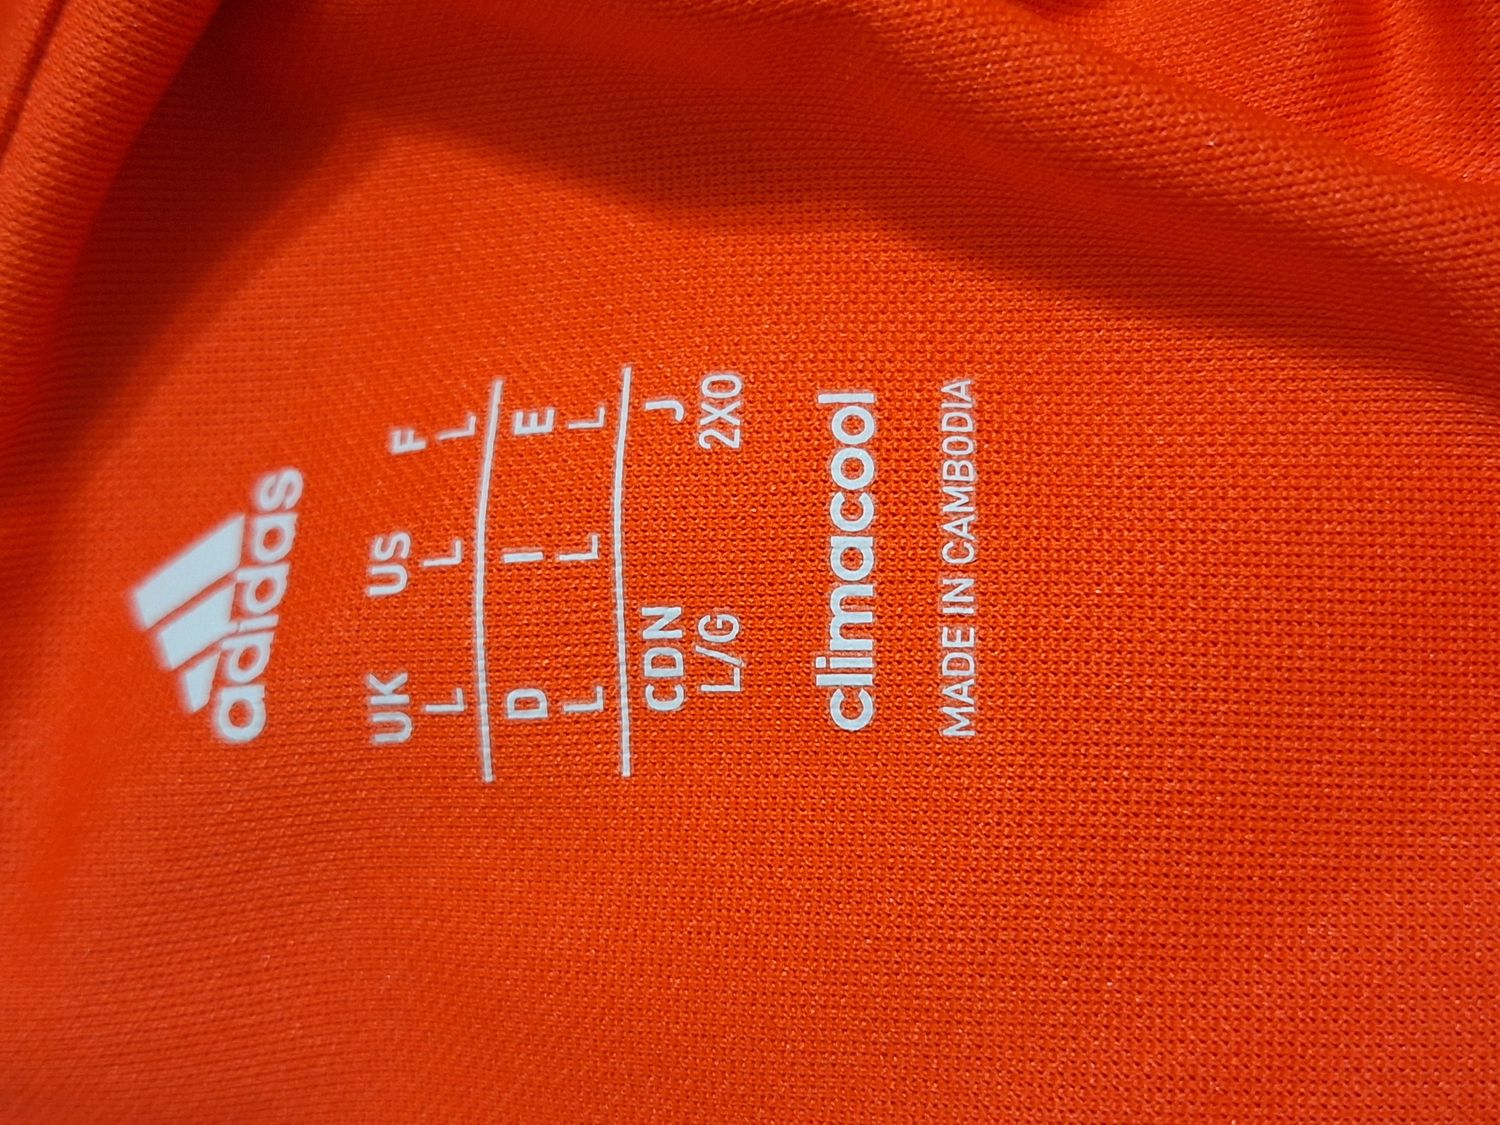 adidas
UK US F
L L L
D I E
L L L
CDN J
L/G 2XO
climacool
MADE IN CAMBODIA